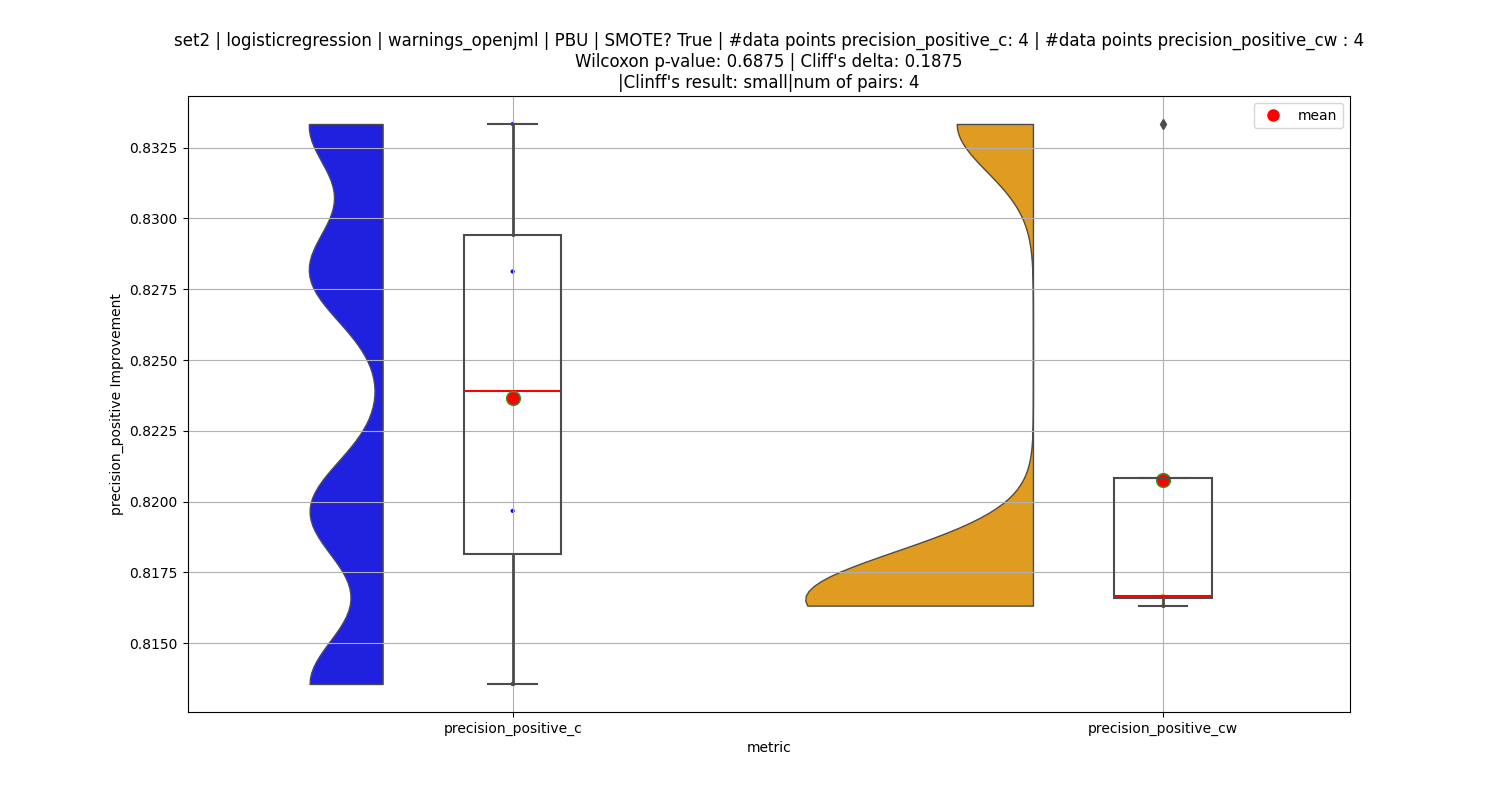 set2 | logisticregression | warnings_openjml | PBU | SMOTE? True | #data points precision_positive_c: 4 | #data points precision_positive_cw : 4
Wilcoxon p-value: 0.6875 | Cliff's delta: 0.1875
|Clinff's result: small|num of pairs: 4
mean
0.8325
0.8300
0.8275
0.8250
0.8225
0.8200
0.8175
0.8150
precision_positive Improvement
precision_positive_c
precision_positive_cw
metric